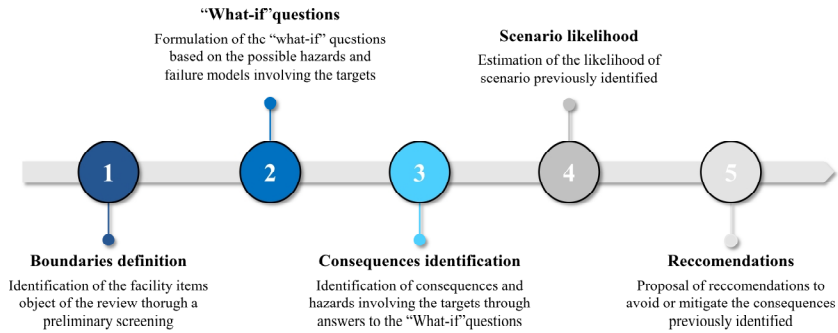 “What-if”questions
Formulation of the “what-if” questions
based on the possible hazards and
failure models involving the targets
Scenario likelihood
Estimation of the likelihood of
scenario previously identified
1
2
3
4
5
Boundaries definition
Identification of the facility items
object of the review thorugh a
preliminary screening
Consequences identification
Identification of consequences and
hazards involving the targets through
answers to the “What-if”questions
Reccomendations
Proposal of reccomendations to
avoid or mitigate the consequences
previously identified